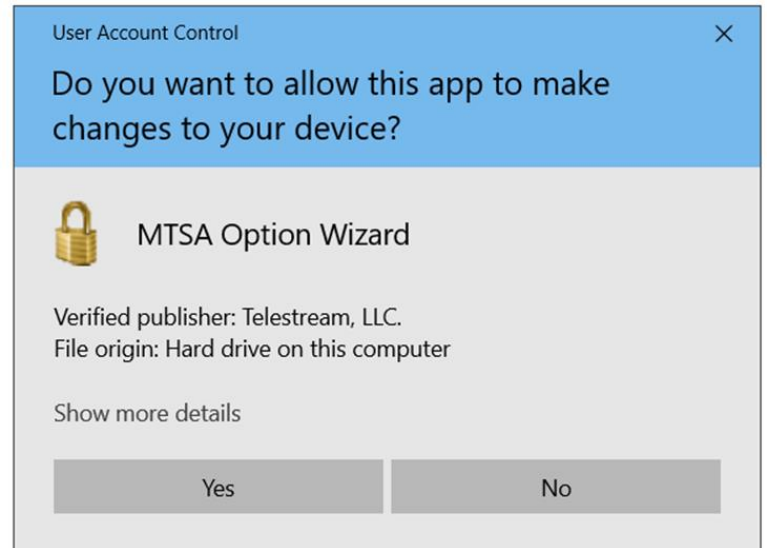 User Account Control
Do you want to allow this app to make
changes to your device?
MTSA Option Wizard
Verified publisher: Telestream, LLC.
File origin: Hard drive on this computer
Show more details
Yes
No